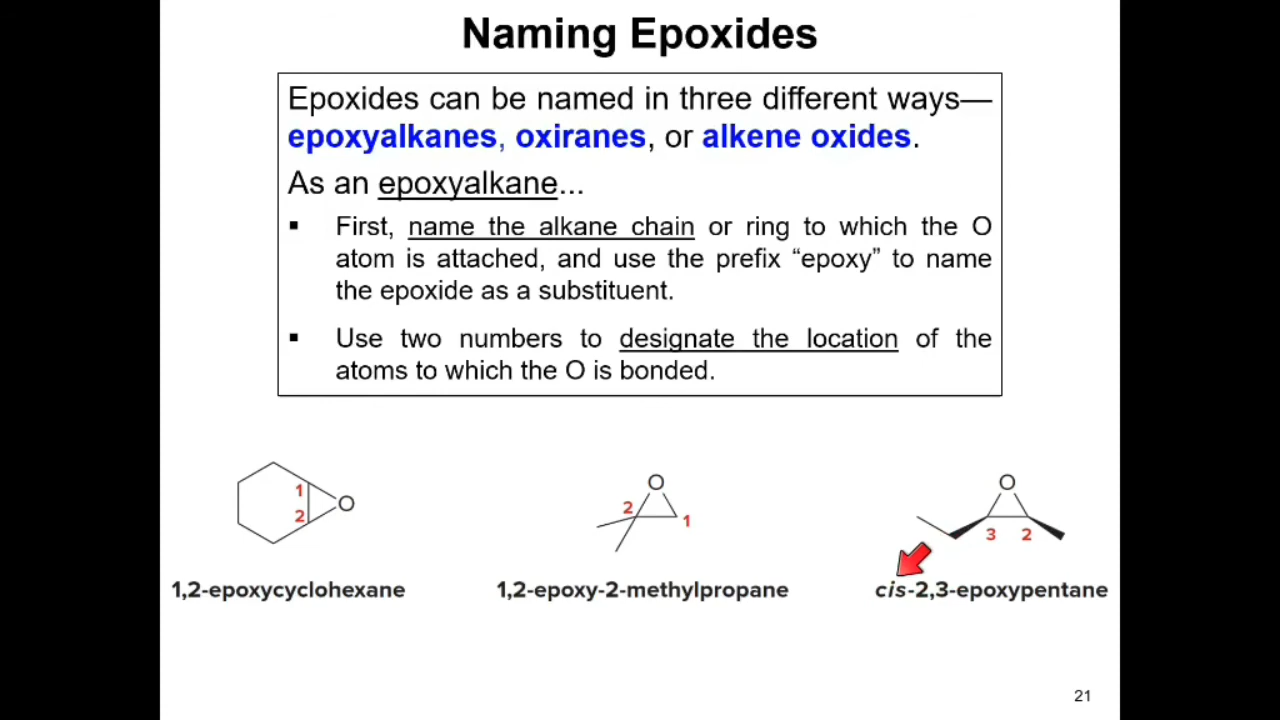 Naming Epoxides
Epoxides can be named in three different ways—
epoxyalkanes, oxiranes, or alkene oxides.
As an epoxyalkane...
▪ First, name the alkane chain or ring to which the O
atom is attached, and use the prefix “epoxy” to name
the epoxide as a substituent.
▪ Use two numbers to designate the location of the
atoms to which the O is bonded.
1
2
O
O
2
1
O
3 2
1,2-epoxycyclohexane
1,2-epoxy-2-methylpropane
cis-2,3-epoxypentane
21